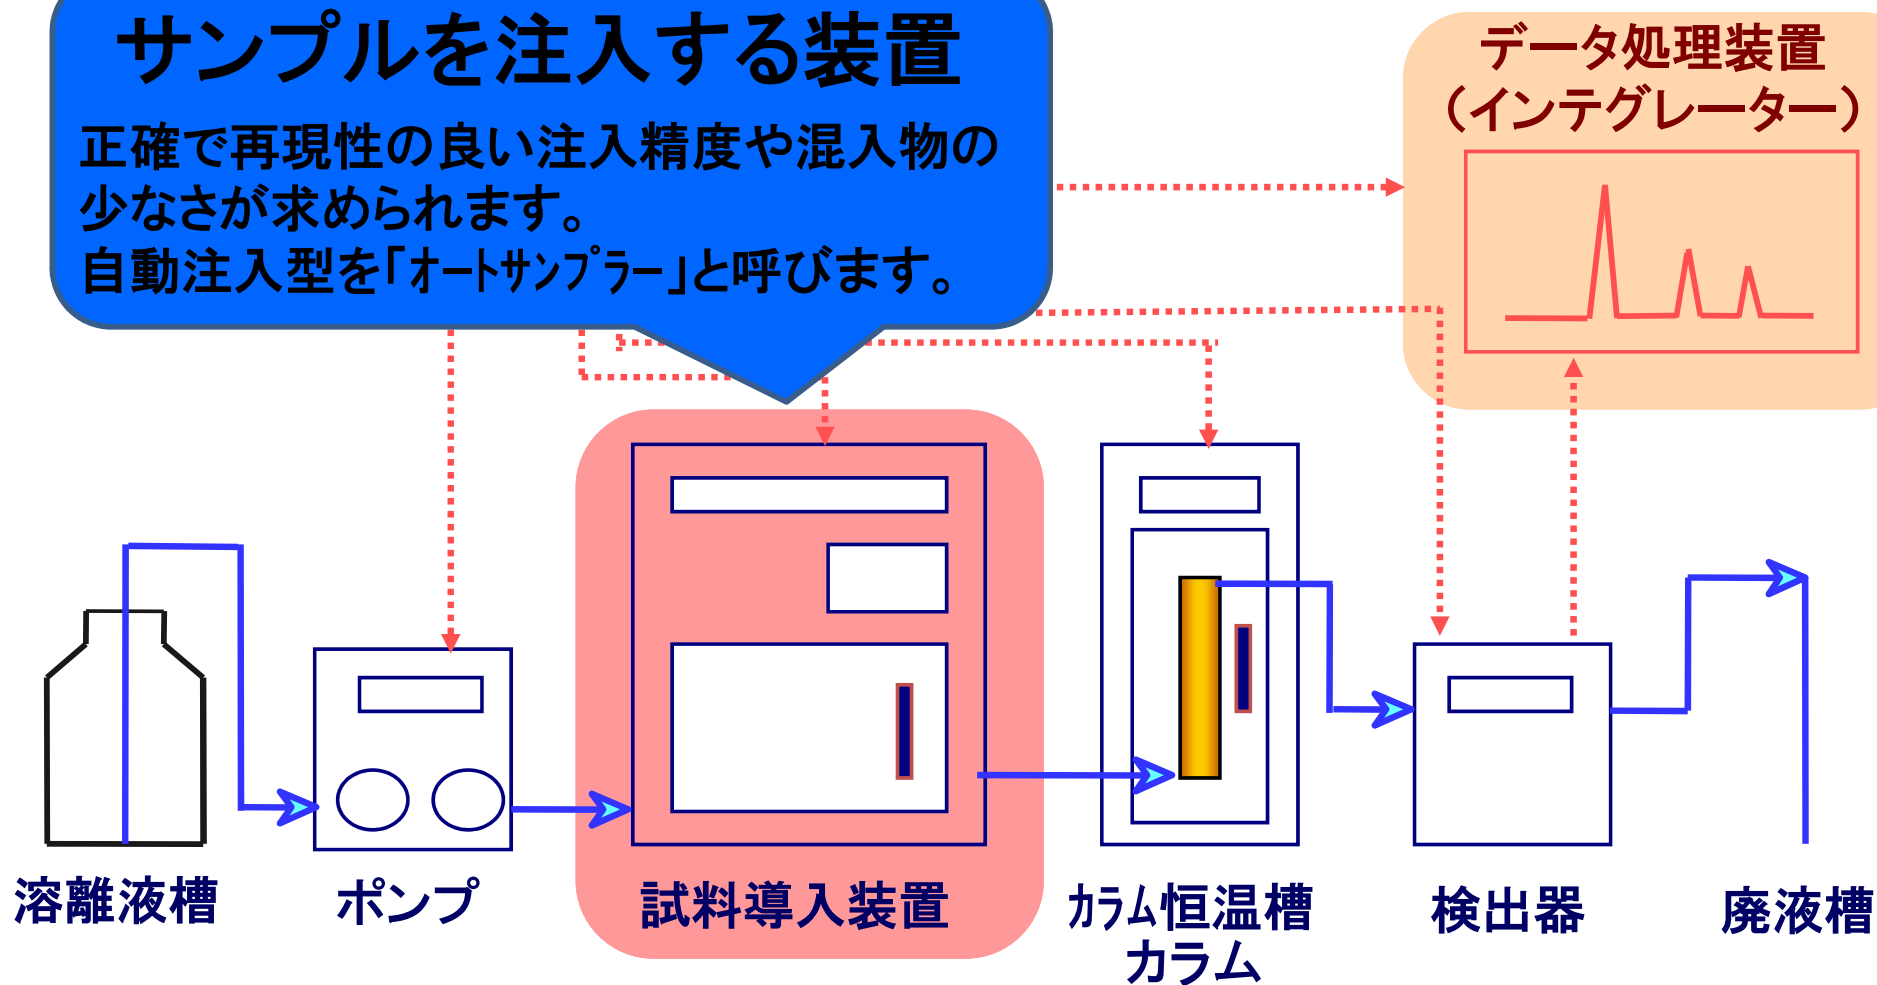 サンプルを注入する装置
正確で再現性の良い注入精度や混入物の
少なさが求められます。
自動注入型を「ｵｰﾄｻﾝﾌﾟﾗｰ」と呼びます。
データ処理装置
（インテグレーター）
溶離液槽
ポンプ
試料導入装置
ｶﾗﾑ恒温槽
カラム
検出器
廃液槽